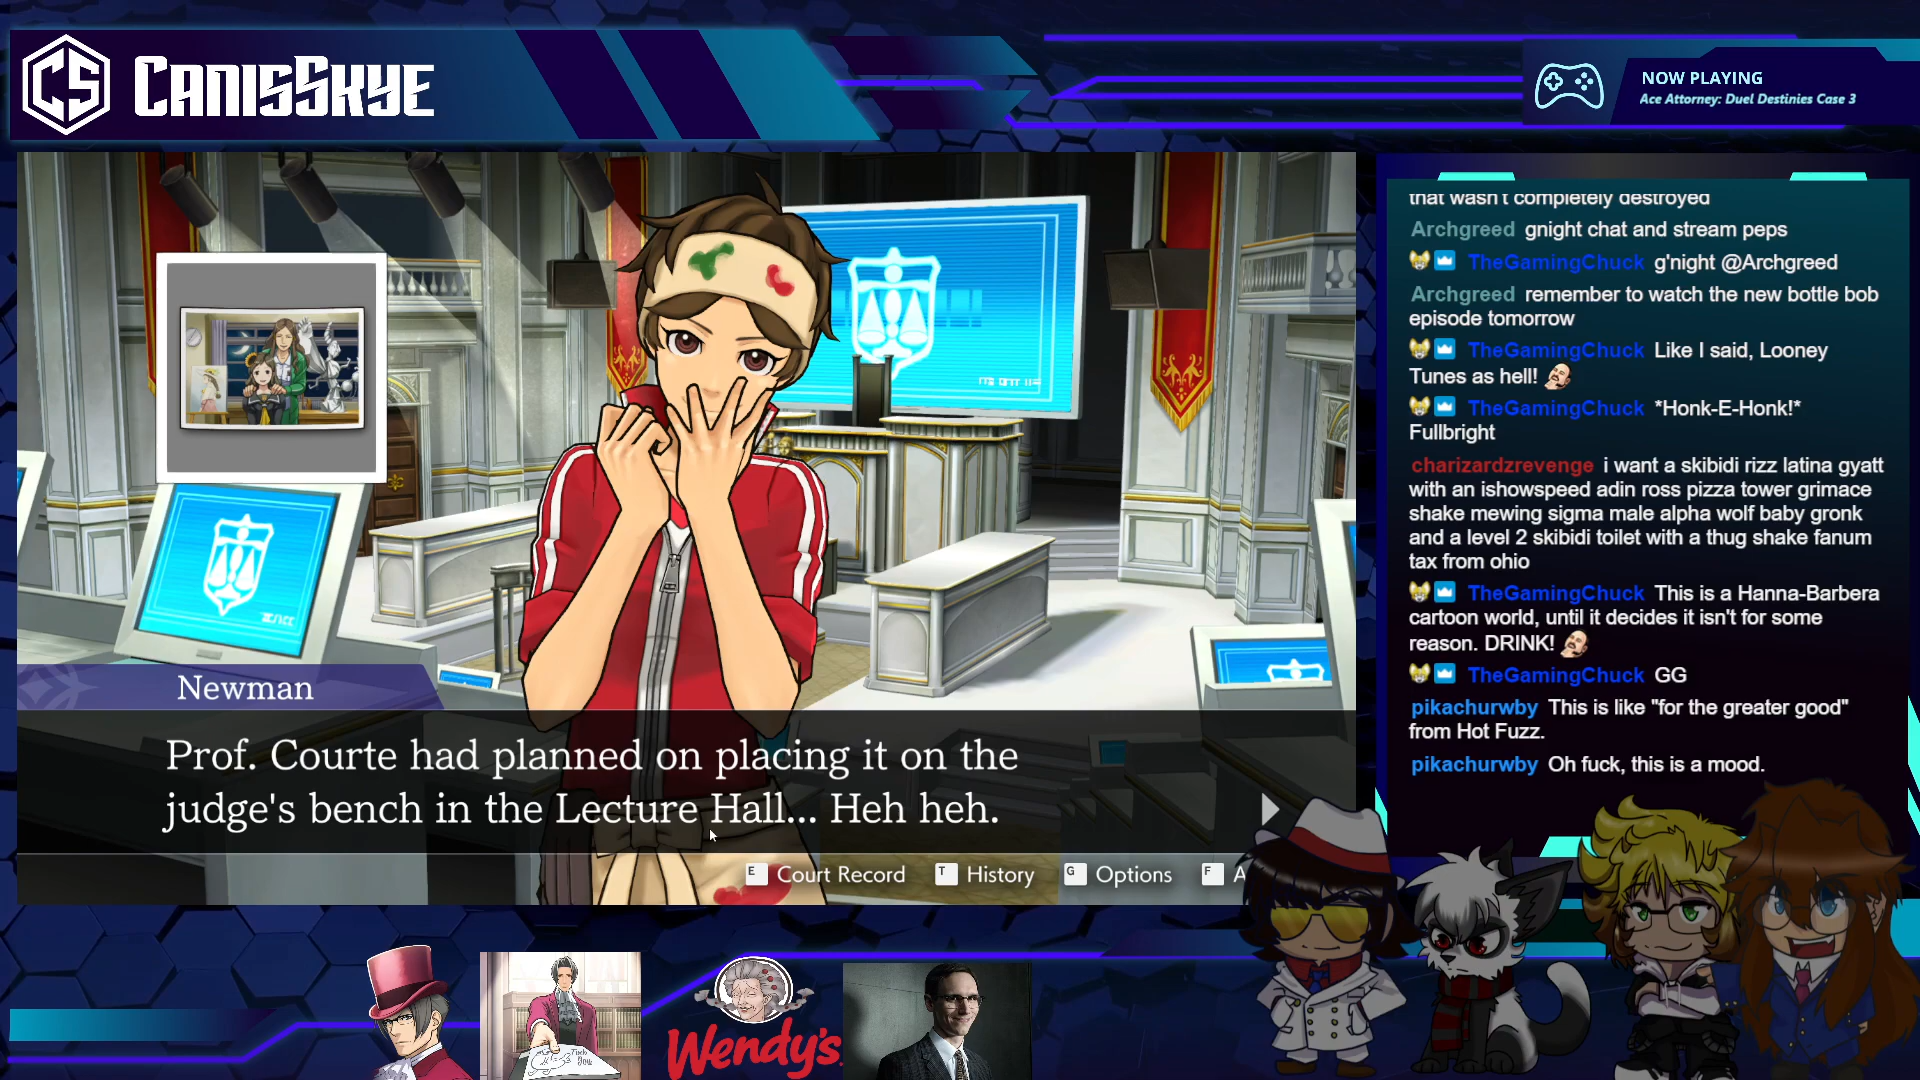 CS CANISSKYE
NOW PLAYING
Ace Attorney: Duel Destinies Case 3
that wasn't completely destroyed
Archgreed gnight chat and stream peps
TheGamingChuck g'night @Archgreed
Archgreed remember to watch the new bottle bob
episode tomorrow
TheGamingChuck Like I said, Looney
Tunes as hell!
TheGamingChuck *Honk-E-Honk!*
Fullbright
charizardzrevenge i want a skibidi rizz latina gyatt
with an ishowspeed adin ross pizza tower grimace
shake mewing sigma male alpha wolf baby gronk
and a level 2 skibidi toilet with a thug shake fanum
tax from ohio
TheGamingChuck This is a Hanna-Barbera
cartoon world, until it decides it isn't for some
reason. DRINK!
TheGamingChuck GG
pikachurwby This is like "for the greater good"
from Hot Fuzz.
pikachurwby Oh fuck, this is a mood.
Newman
Prof. Courte had planned on placing it on the
judge's bench in the Lecture Hall... Heh heh.
E Court Record T History G Options F A
Fuck
You
Wendy's